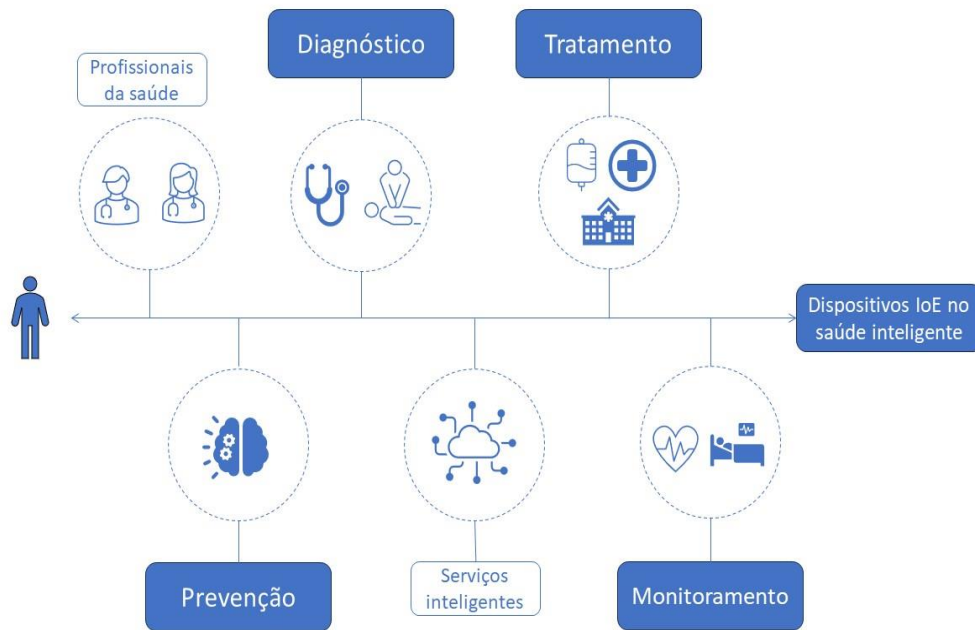 Diagnóstico
Tratamento
Profissionais
da saúde
Dispositivos IoE no
saúde inteligente
Prevenção
Serviços
inteligentes
Monitoramento